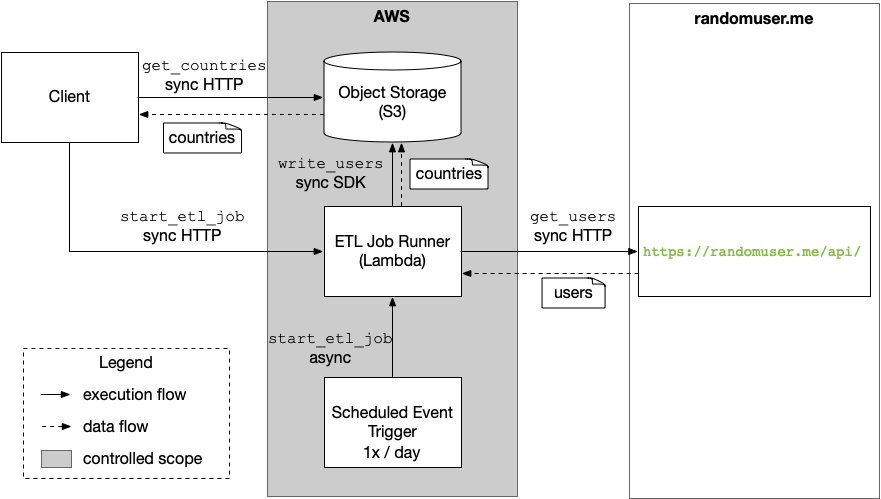 AWS
randomuser.me
Client
get_countries
sync HTTP
Object Storage
(S3)
countries
write_users
sync SDK
countries
start_etl_job
sync HTTP
ETL Job Runner
(Lambda)
get_users
sync HTTP
https://randomuser.me/api/
users
start_etl_job
async
Scheduled Event
Trigger
1x / day
Legend
execution flow
data flow
controlled scope